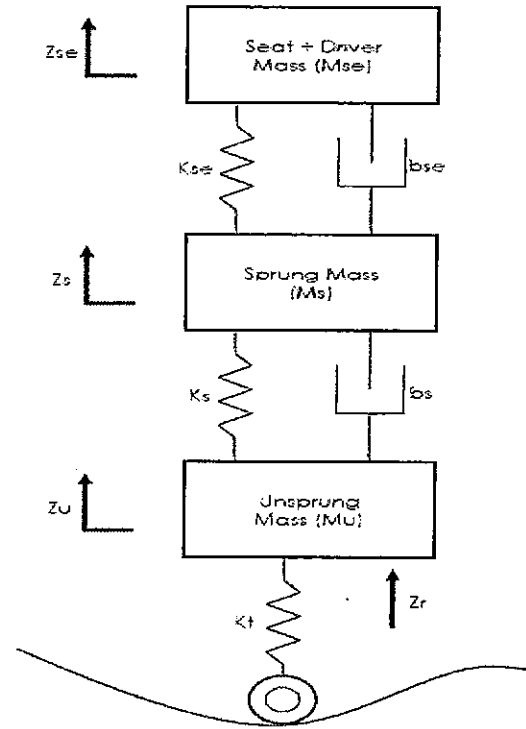 Zse
Seat + Driver
Mass (Mse)
Kse
bse
Zs
Sprung Mass
(Ms)
Ks
bs
Zu
Unsprung
Mass (Mu)
Zr
Kt